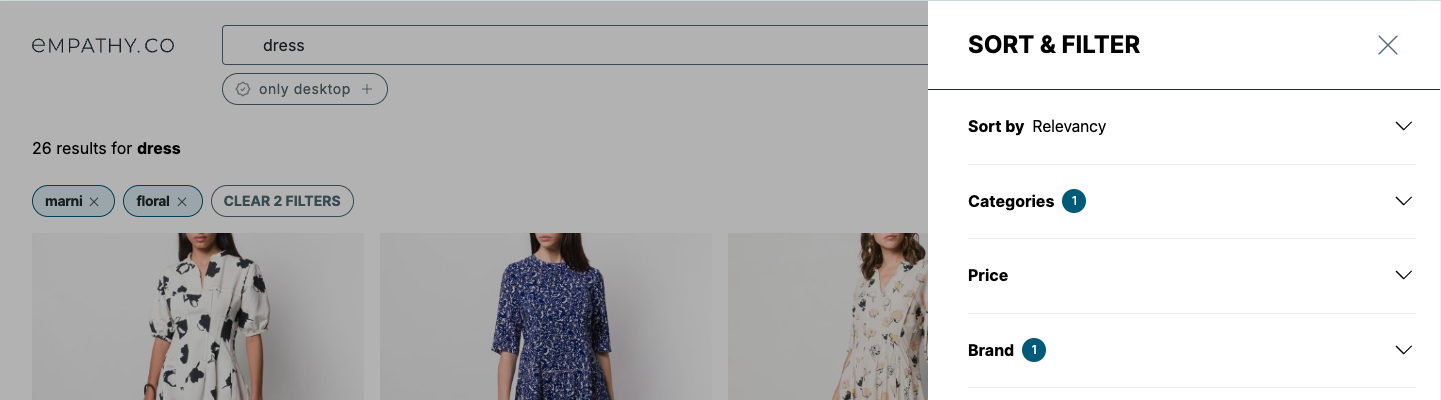 eMPATHY.CO
dress
only desktop
26 results for dress
marni
floral
CLEAR 2 FILTERS
SORT & FILTER
Sort by Relevancy
Categories 1
Price
Brand 1